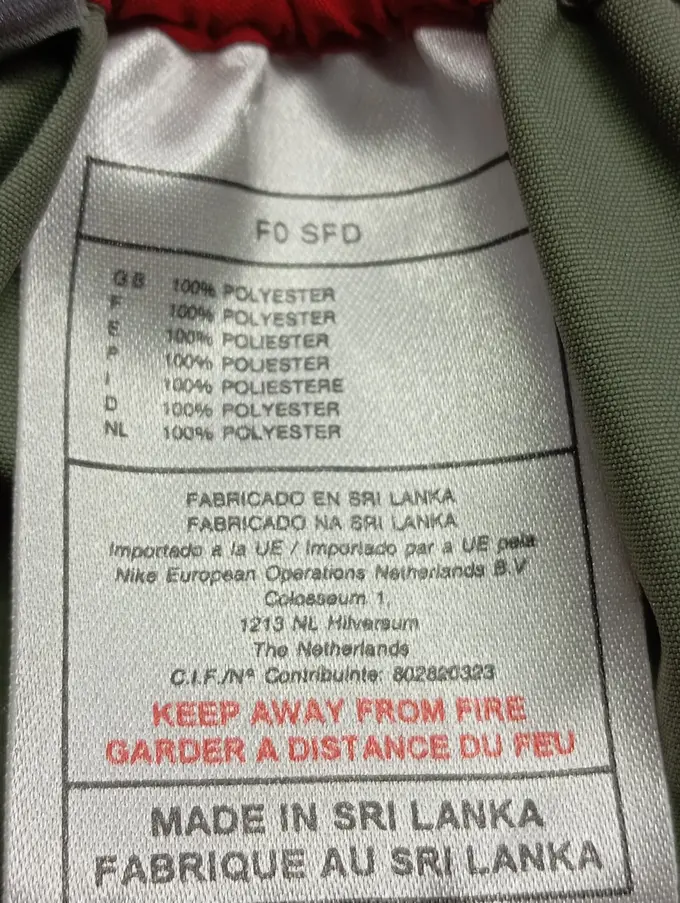 F0 SFD
GB 100% POLYESTER
F 100% POLYESTER
E 100% POLIESTER
P 100% POLIESTER
I 100% POLIESTERE
D 100% POLYESTER
NL 100% POLYESTER
FABRICADO EN SRI LANKA
FABRICADO NA SRI LANKA
Importado a la UE / Importado par a UE pela
Nike European Operations Netherlands B.V
Colosseum 1,
1213 NL Hilversum
The Netherlands
C.I.F./Nº Contribuinte: 802820323
KEEP AWAY FROM FIRE
GARDER A DISTANCE DU FEU
MADE IN SRI LANKA
FABRIQUE AU SRI LANKA